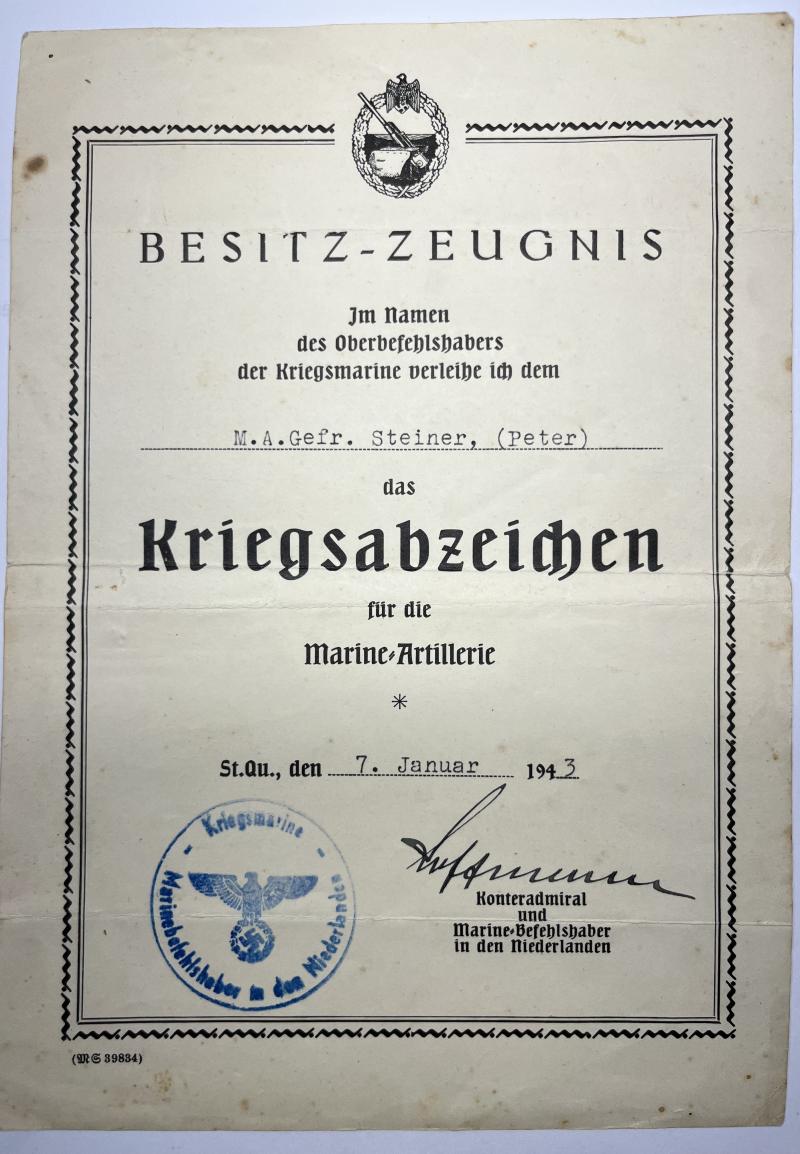 BESITZ-ZEUGNIS
Im Namen
des Oberbefehlshabers
der Kriegsmarine verleihe ich dem
M.A.Gefr. Steiner, (Peter)
das
Kriegsabzeichen
für die
Marine-Artillerie
St.Qu., den 7. Januar 1943
Kriegsmarine
Marinebefehlshaber in den Niederlanden
Konteradmiral
und
Marine-Befehlshaber
in den Niederlanden
(MS 39834)